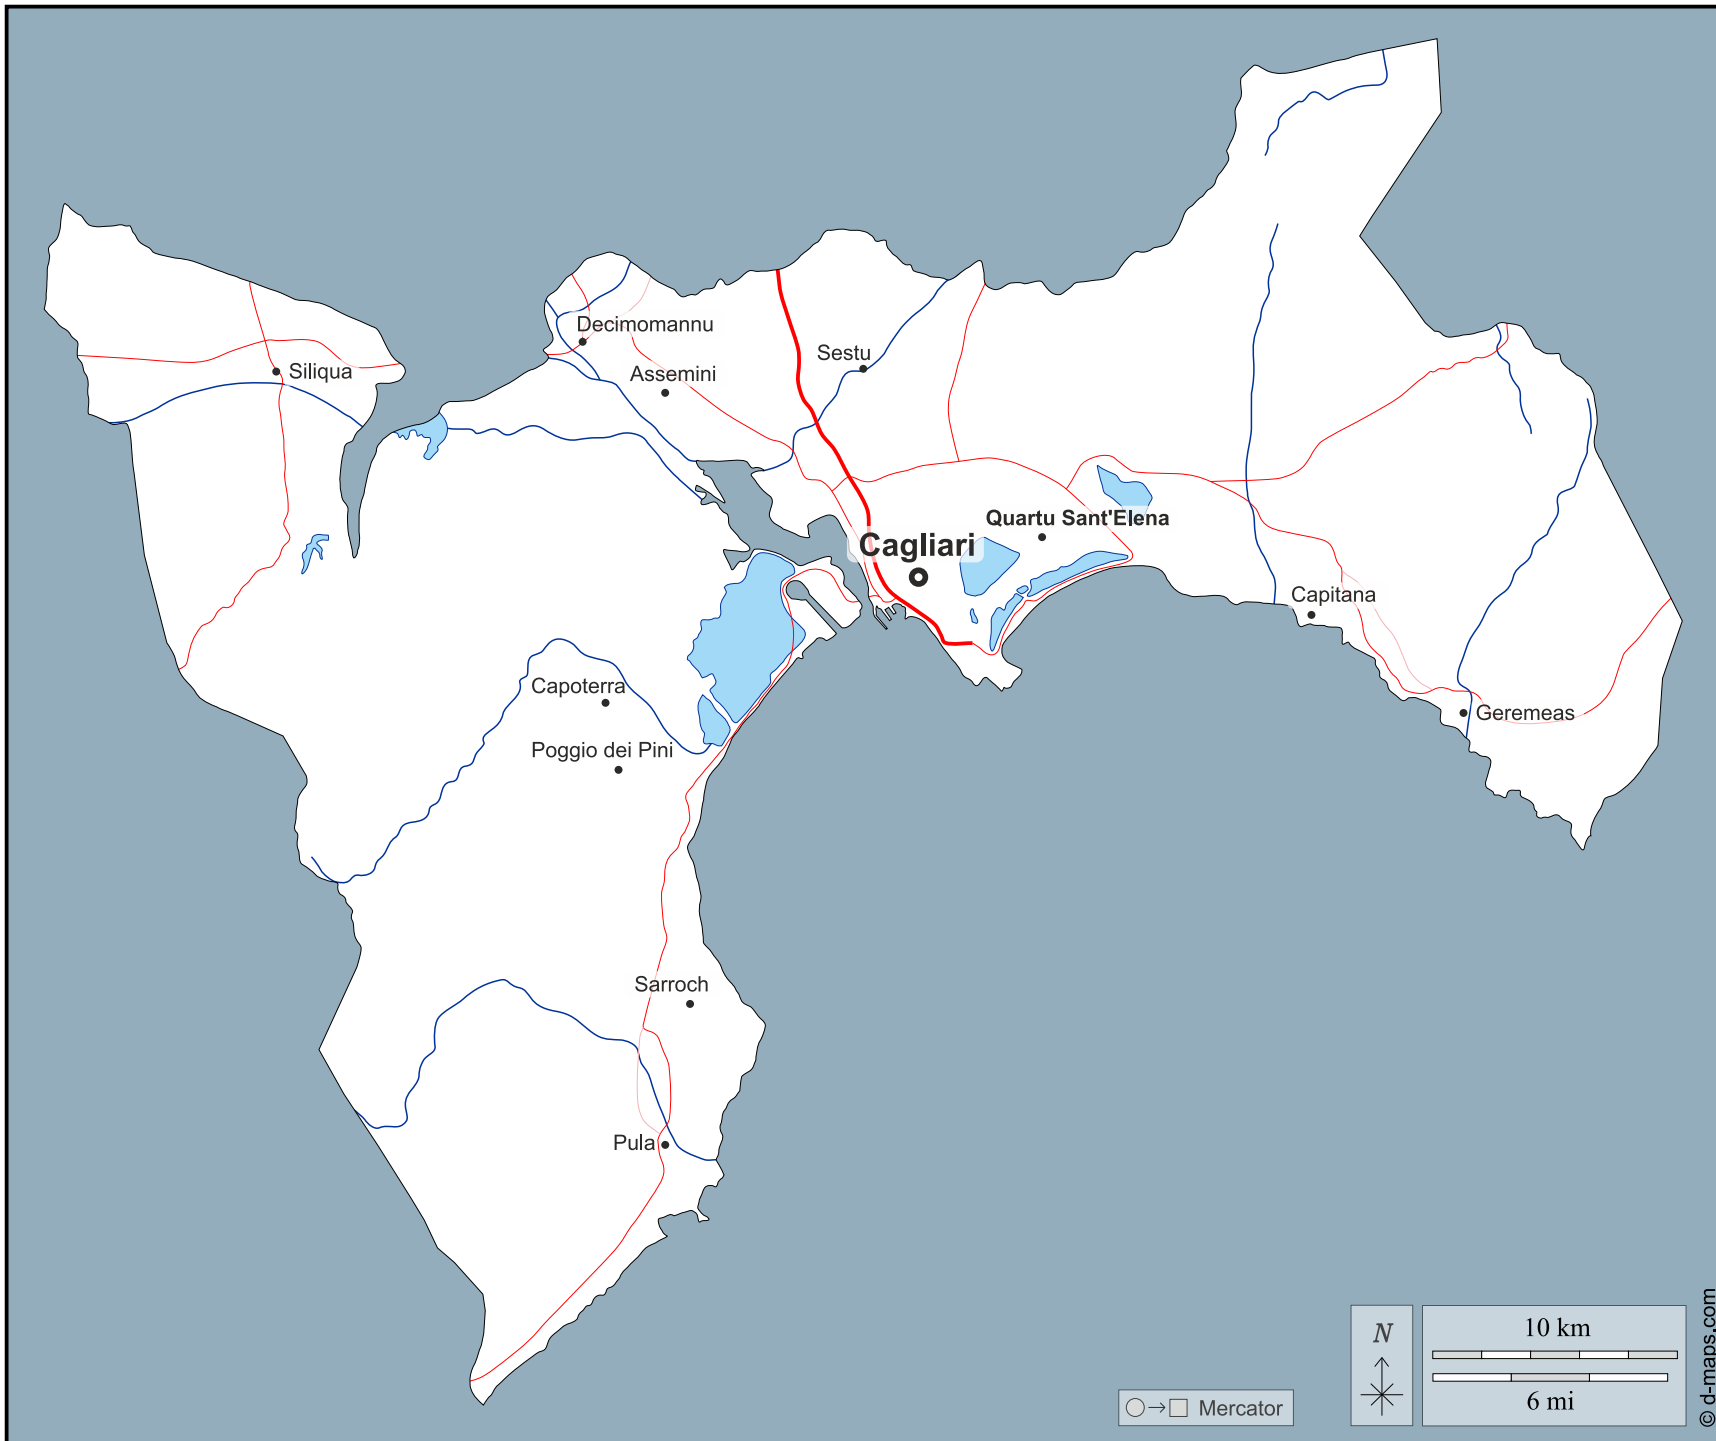 Decimomannu
Sestu
Siliqua
Assemini
Quartu Sant'Elena
Cagliari
Capitana
Capoterra
Geremeas
Poggio dei Pini
Sarroch
Pula
N
10 km
6 mi
Mercator
© d-maps.com